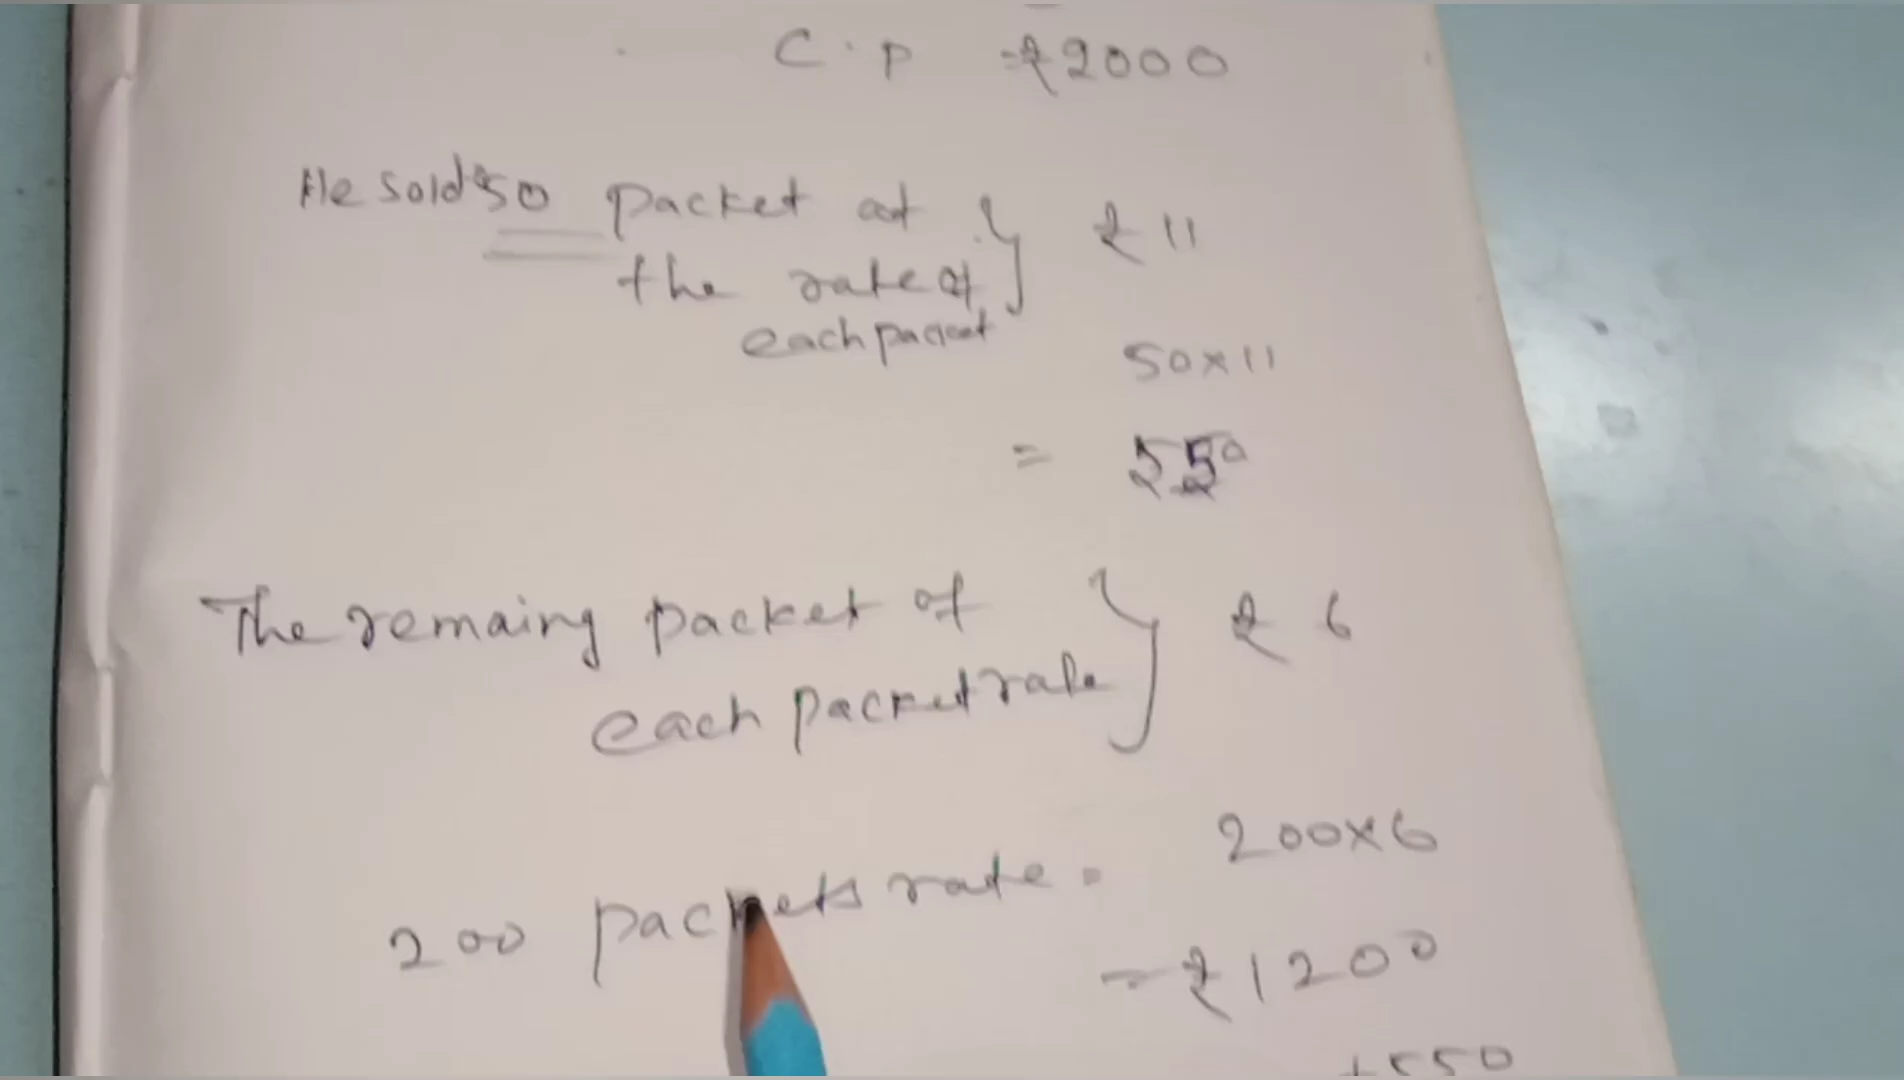 C.P = ₹2000
He sold 50 packet at } ₹ 11
the rate of
each packet
50×11
= 550
The remaing packet of } ₹ 6
each packet rate
200×6
200 packets rate =
= ₹1200
+550